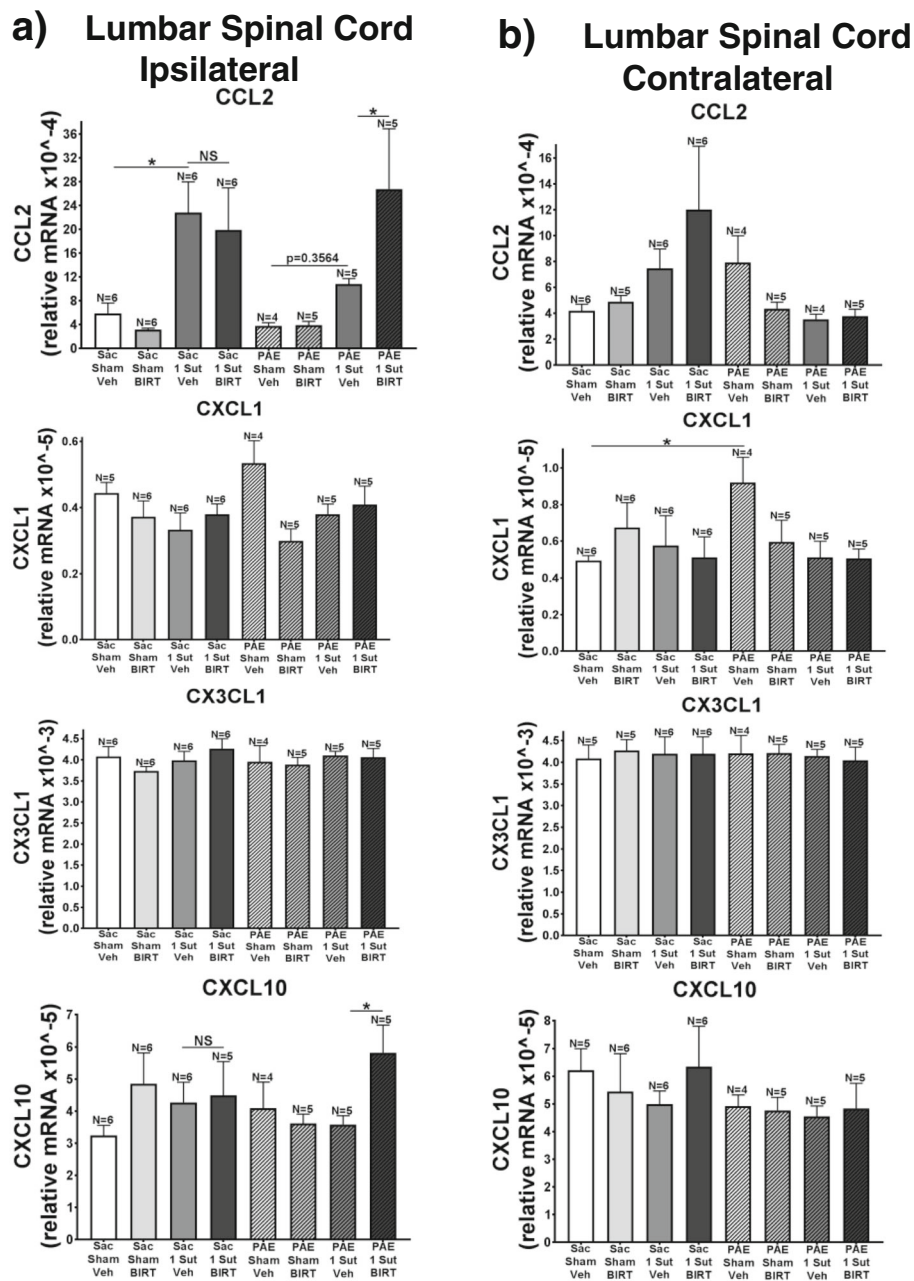 a) Lumbar Spinal Cord
Ipsilateral
CCL2
CCL2
(relative mRNA x10^-4)
36
32
28
24
20
16
12
8
4
0
N=6
N=6
N=6
N=6
N=4
N=5
N=5
N=5
*
NS
p=0.3564
*
Sac Sac Sac Sac PAE PAE PAE PAE
Sham Sham 1 Sut 1 Sut Sham Sham 1 Sut 1 Sut
Veh BIRT Veh BIRT Veh BIRT Veh BIRT
CXCL1
CXCL1
(relative mRNA x10^-5)
0.6
0.4
0.2
0.0
N=5
N=6
N=6
N=6
N=4
N=5
N=5
N=5
Sac Sac Sac Sac PAE PAE PAE PAE
Sham Sham 1 Sut 1 Sut Sham Sham 1 Sut 1 Sut
Veh BIRT Veh BIRT Veh BIRT Veh BIRT
CX3CL1
CX3CL1
(relative mRNA x10^-3)
4.5
4.0
3.5
3.0
2.5
2.0
1.5
1.0
0.5
0.0
N=6
N=6
N=6
N=6
N=4
N=5
N=5
N=5
Sac Sac Sac Sac PAE PAE PAE PAE
Sham Sham 1 Sut 1 Sut Sham Sham 1 Sut 1 Sut
Veh BIRT Veh BIRT Veh BIRT Veh BIRT
CXCL10
CXCL10
(relative mRNA x10^-5)
7
6
5
4
3
2
1
0
N=6
N=6
N=6
N=5
N=4
N=5
N=5
N=5
NS
*
Sac Sac Sac Sac PAE PAE PAE PAE
Sham Sham 1 Sut 1 Sut Sham Sham 1 Sut 1 Sut
Veh BIRT Veh BIRT Veh BIRT Veh BIRT
b) Lumbar Spinal Cord
Contralateral
CCL2
CCL2
(relative mRNA x10^-4)
16
14
12
10
8
6
4
2
0
N=6
N=5
N=6
N=6
N=4
N=5
N=4
N=5
Sac Sac Sac Sac PAE PAE PAE PAE
Sham Sham 1 Sut 1 Sut Sham Sham 1 Sut 1 Sut
Veh BIRT Veh BIRT Veh BIRT Veh BIRT
CXCL1
CXCL1
(relative mRNA x10^-5)
1.0
0.8
0.6
0.4
0.2
0.0
N=6
N=6
N=6
N=6
N=4
N=5
N=5
N=5
*
Sac Sac Sac Sac PAE PAE PAE PAE
Sham Sham 1 Sut 1 Sut Sham Sham 1 Sut 1 Sut
Veh BIRT Veh BIRT Veh BIRT Veh BIRT
CX3CL1
CX3CL1
(relative mRNA x10^-3)
4.5
4.0
3.5
3.0
2.5
2.0
1.5
1.0
0.5
0.0
N=5
N=5
N=6
N=6
N=4
N=5
N=5
N=5
Sac Sac Sac Sac PAE PAE PAE PAE
Sham Sham 1 Sut 1 Sut Sham Sham 1 Sut 1 Sut
Veh BIRT Veh BIRT Veh BIRT Veh BIRT
CXCL10
CXCL10
(relative mRNA x10^-5)
8
7
6
5
4
3
2
1
0
N=5
N=6
N=6
N=6
N=4
N=5
N=5
N=5
Sac Sac Sac Sac PAE PAE PAE PAE
Sham Sham 1 Sut 1 Sut Sham Sham 1 Sut 1 Sut
Veh BIRT Veh BIRT Veh BIRT Veh BIRT